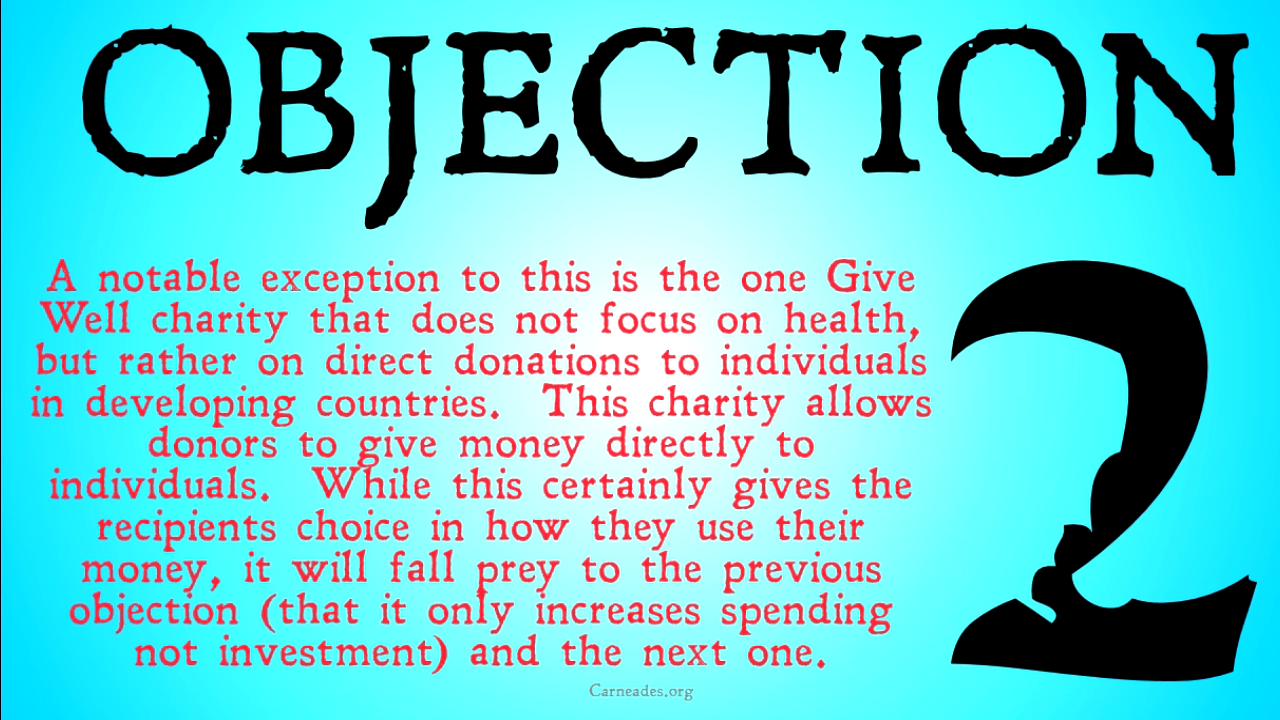 OBJECTION
2
A notable exception to this is the one Give
Well charity that does not focus on health,
but rather on direct donations to individuals
in developing countries.  This charity allows
donors to give money directly to
individuals.  While this certainly gives the
recipients choice in how they use their
money, it will fall prey to the previous
objection (that it only increases spending
not investment) and the next one.
Carneades.org